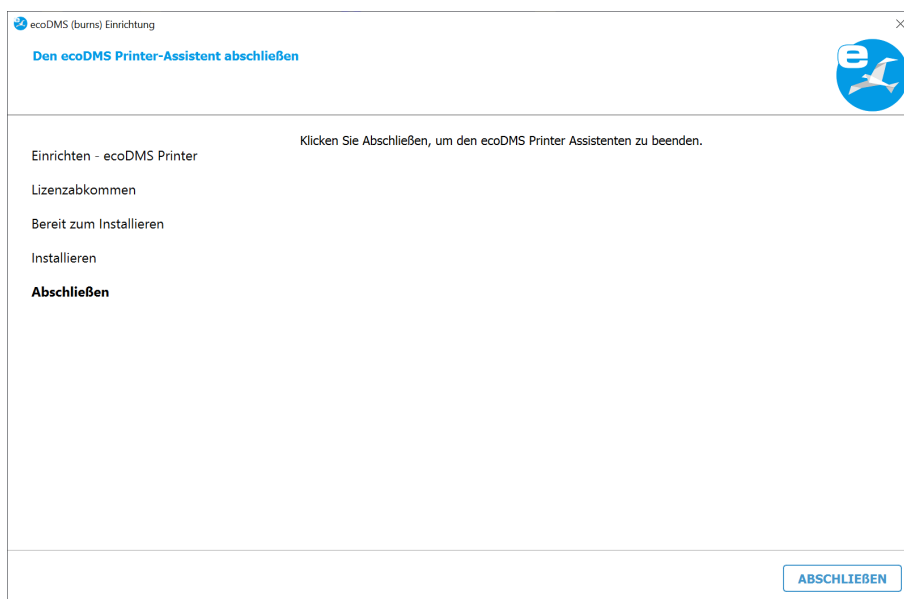 ecoDMS (burns) Einrichtung
Den ecoDMS Printer-Assistent abschließen
e
Klicken Sie Abschließen, um den ecoDMS Printer Assistenten zu beenden.
Einrichten - ecoDMS Printer
Lizenzabkommen
Bereit zum Installieren
Installieren
Abschließen
ABSCHLIEßEN